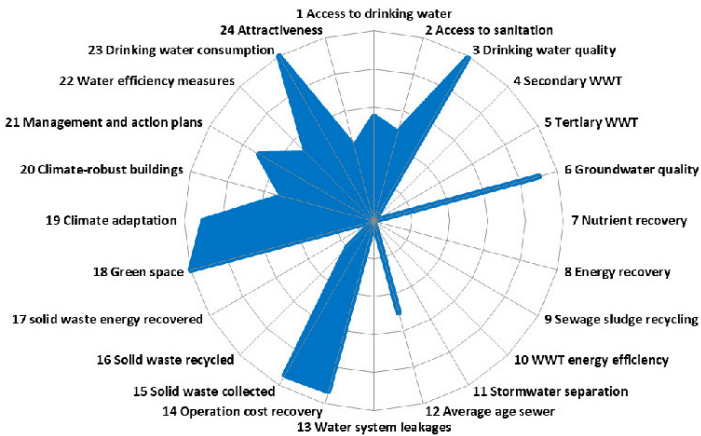 1 Access to drinking water
2 Access to sanitation
3 Drinking water quality
4 Secondary WWT
5 Tertiary WWT
6 Groundwater quality
7 Nutrient recovery
8 Energy recovery
9 Sewage sludge recycling
10 WWT energy efficiency
11 Stormwater separation
12 Average age sewer
13 Water system leakages
14 Operation cost recovery
15 Solid waste collected
16 Solid waste recycled
17 solid waste energy recovered
18 Green space
19 Climate adaptation
20 Climate-robust buildings
21 Management and action plans
22 Water efficiency measures
23 Drinking water consumption
24 Attractiveness